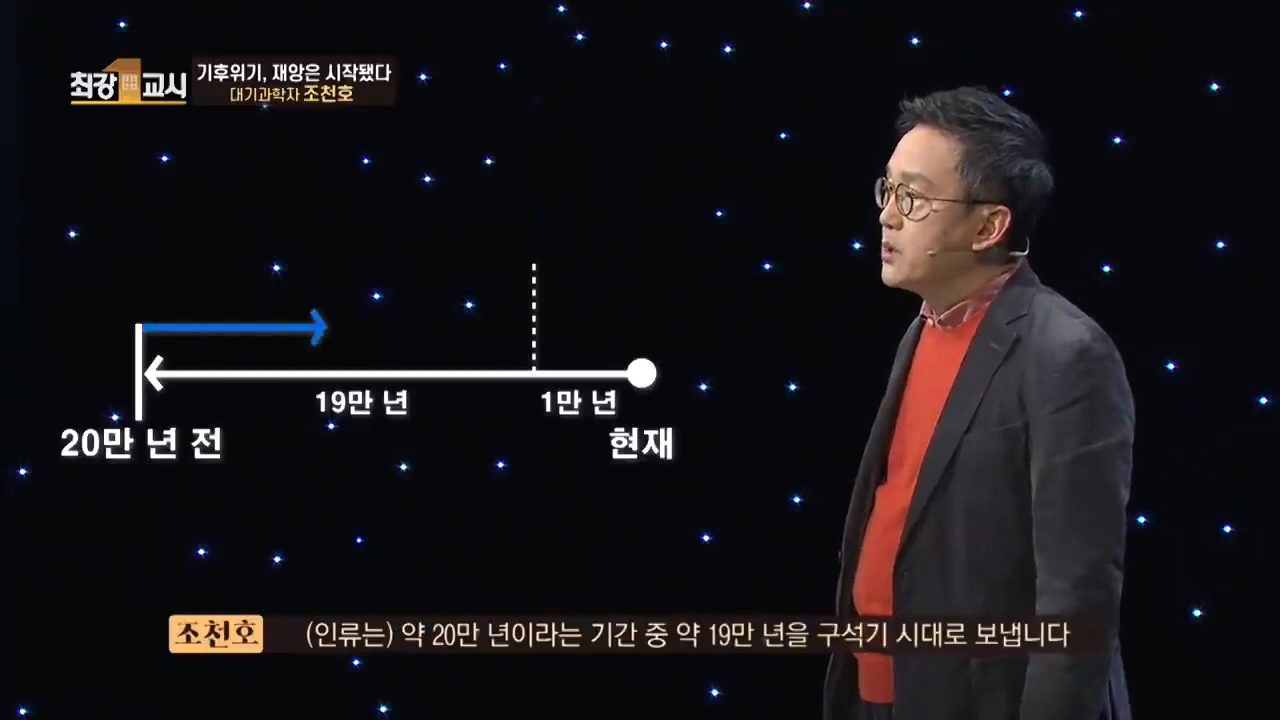 최강1교시
기후위기, 재앙은 시작됐다
대기과학자 조천호
19만 년
1만 년
20만 년 전
현재
조천호
(인류는) 약 20만 년이라는 기간 중 약 19만 년을 구석기 시대로 보냅니다